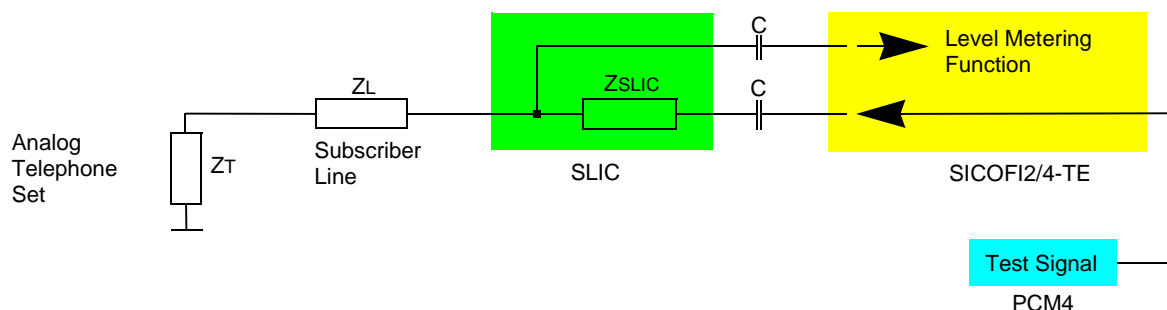 C
Level Metering
Function
ZL
ZSLIC
C
Analog
Telephone
Set
ZT
Subscriber
Line
SLIC
SICOFI2/4-TE
Test Signal
PCM4